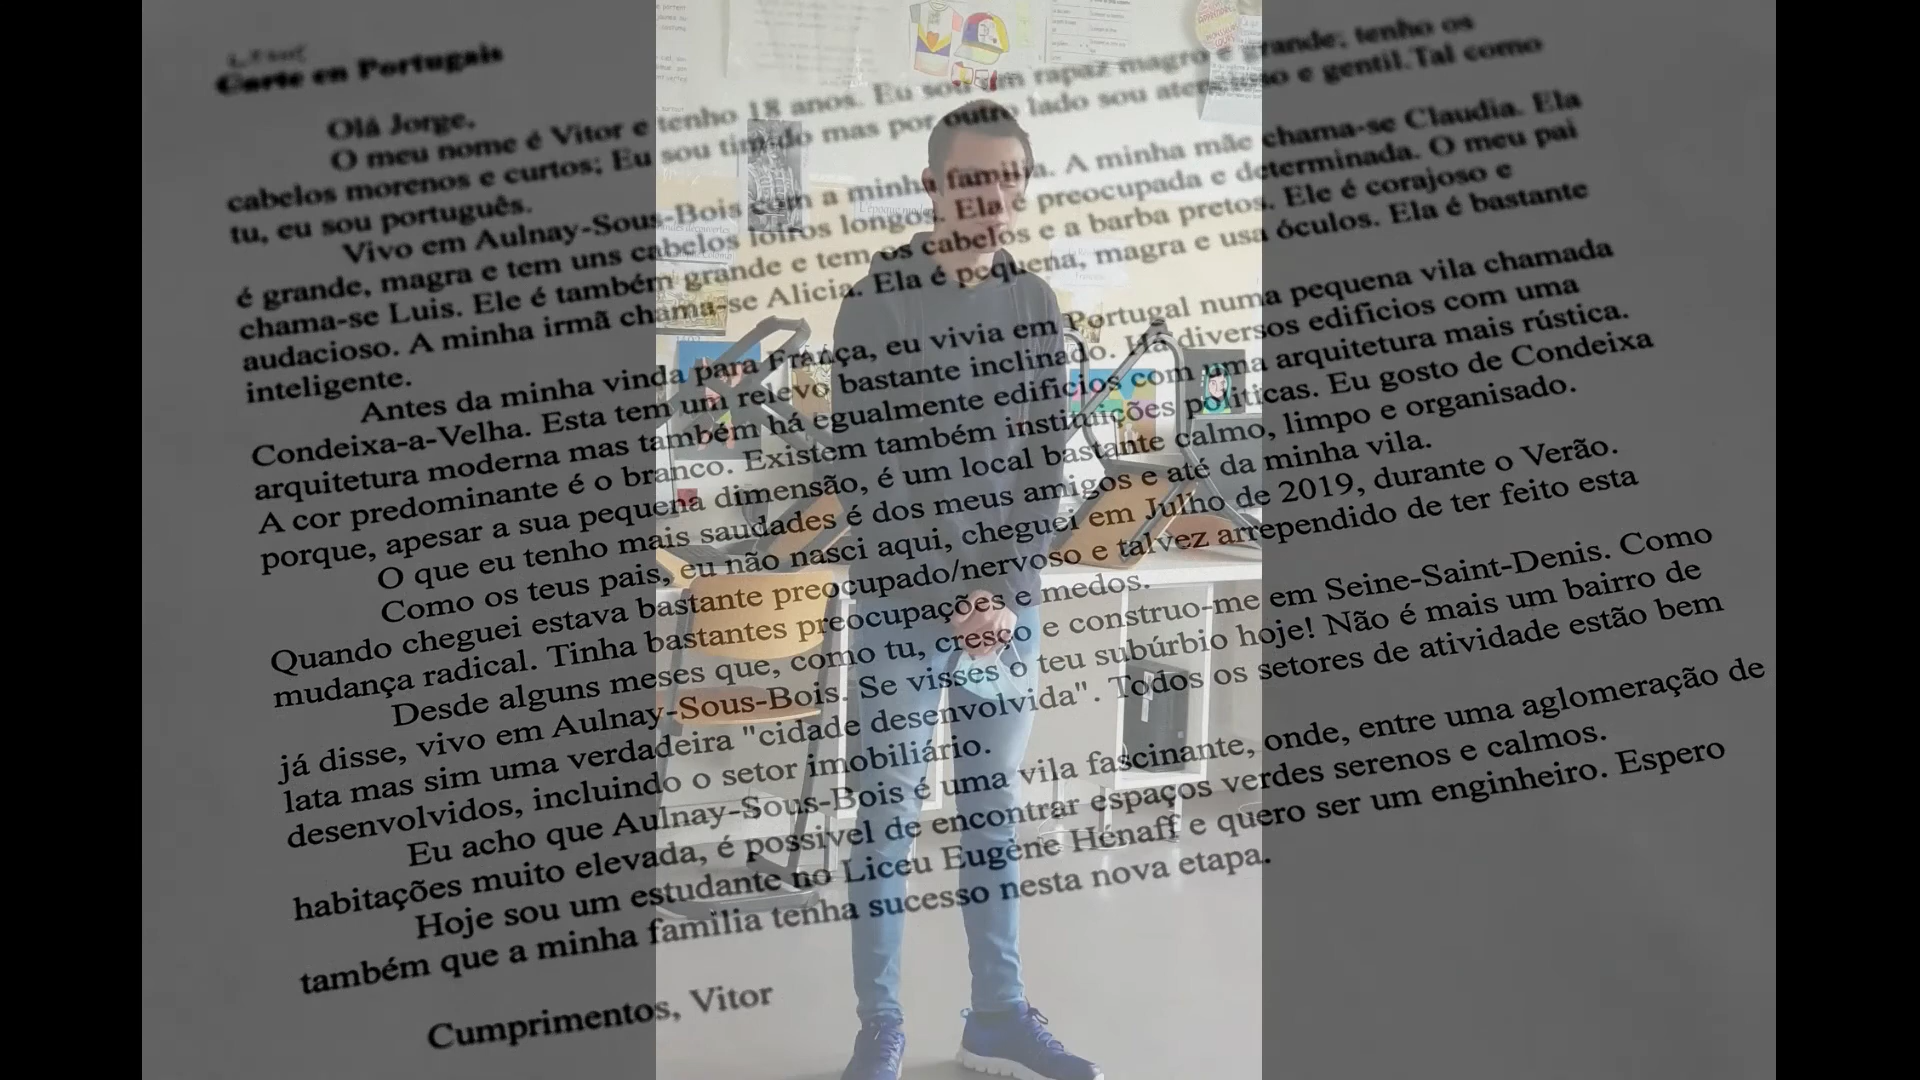 Carte en Portugais
Olá Jorge,
O meu nome é Vitor e tenho 18 anos. Eu sou um rapaz magro e grande; tenho os
cabelos morenos e curtos; Eu sou timido mas por outro lado sou atencioso e gentil.Tal como
tu, eu sou português.
Vivo em Aulnay-Sous-Bois com a minha familia. A minha mãe chama-se Claudia. Ela
é grande, magra e tem uns cabelos loiros longos. Ela é preocupada e determinada. O meu pai
chama-se Luis. Ele é também grande e tem os cabelos e a barba pretos. Ele é corajoso e
audacioso. A minha irmã chama-se Alicia. Ela é pequena, magra e usa óculos. Ela é bastante
inteligente.
Antes da minha vinda para França, eu vivia em Portugal numa pequena vila chamada
Condeixa-a-Velha. Esta tem um relevo bastante inclinado. Há diversos edificios com uma
arquitetura moderna mas também há egualmente edificios com uma arquitetura mais rústica.
A cor predominante é o branco. Existem também instituições politicas. Eu gosto de Condeixa
porque, apesar a sua pequena dimensão, é um local bastante calmo, limpo e organisado.
O que eu tenho mais saudades é dos meus amigos e até da minha vila.
Como os teus pais, eu não nasci aqui, cheguei em Julho de 2019, durante o Verão.
Quando cheguei estava bastante preocupado/nervoso e talvez arrependido de ter feito esta
mudança radical. Tinha bastantes preocupações e medos.
Desde alguns meses que, como tu, cresço e construo-me em Seine-Saint-Denis. Como
já disse, vivo em Aulnay-Sous-Bois. Se visses o teu subúrbio hoje! Não é mais um bairro de
lata mas sim uma verdadeira "cidade desenvolvida". Todos os setores de atividade estão bem
desenvolvidos, incluindo o setor imobiliário.
Eu acho que Aulnay-Sous-Bois é uma vila fascinante, onde, entre uma aglomeração de
habitações muito elevada, é possivel de encontrar espaços verdes serenos e calmos.
Hoje sou um estudante no Liceu Eugène Hénaff e quero ser um enginheiro. Espero
também que a minha familia tenha sucesso nesta nova etapa.
Cumprimentos, Vitor